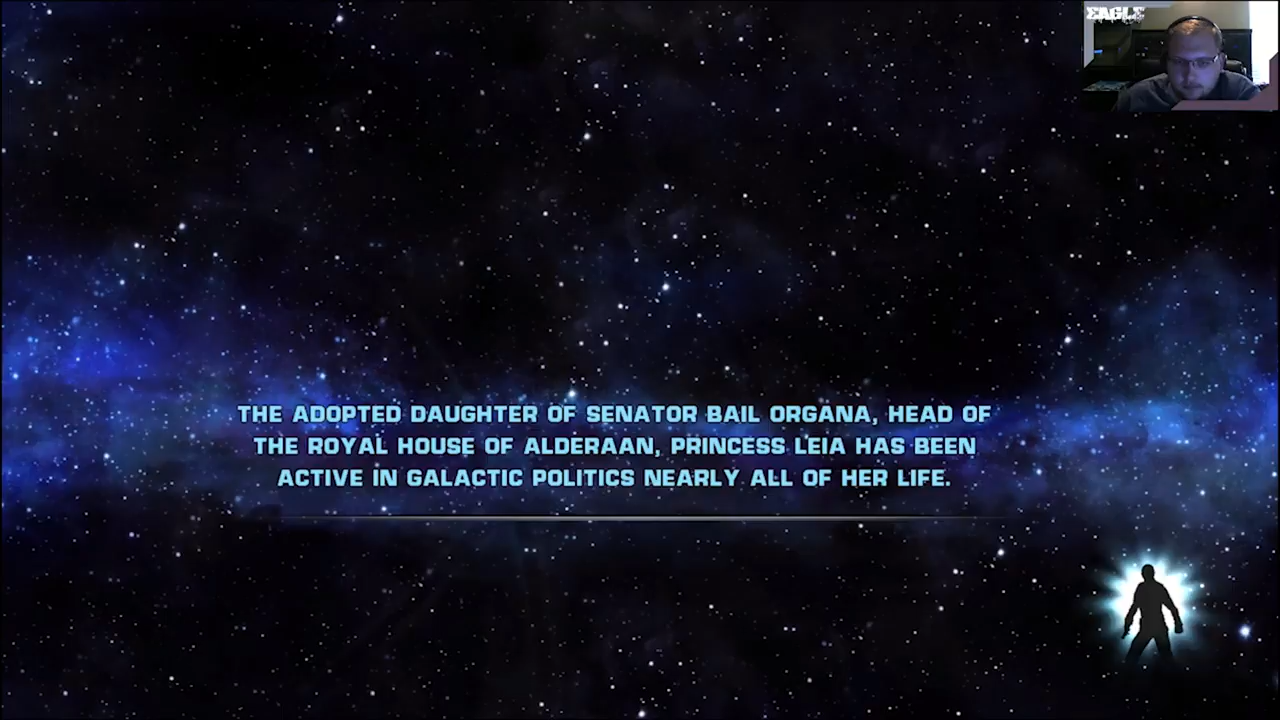 EAGLE
THE ADOPTED DAUGHTER OF SENATOR BAIL ORGANA, HEAD OF
THE ROYAL HOUSE OF ALDERAAN, PRINCESS LEIA HAS BEEN
ACTIVE IN GALACTIC POLITICS NEARLY ALL OF HER LIFE.